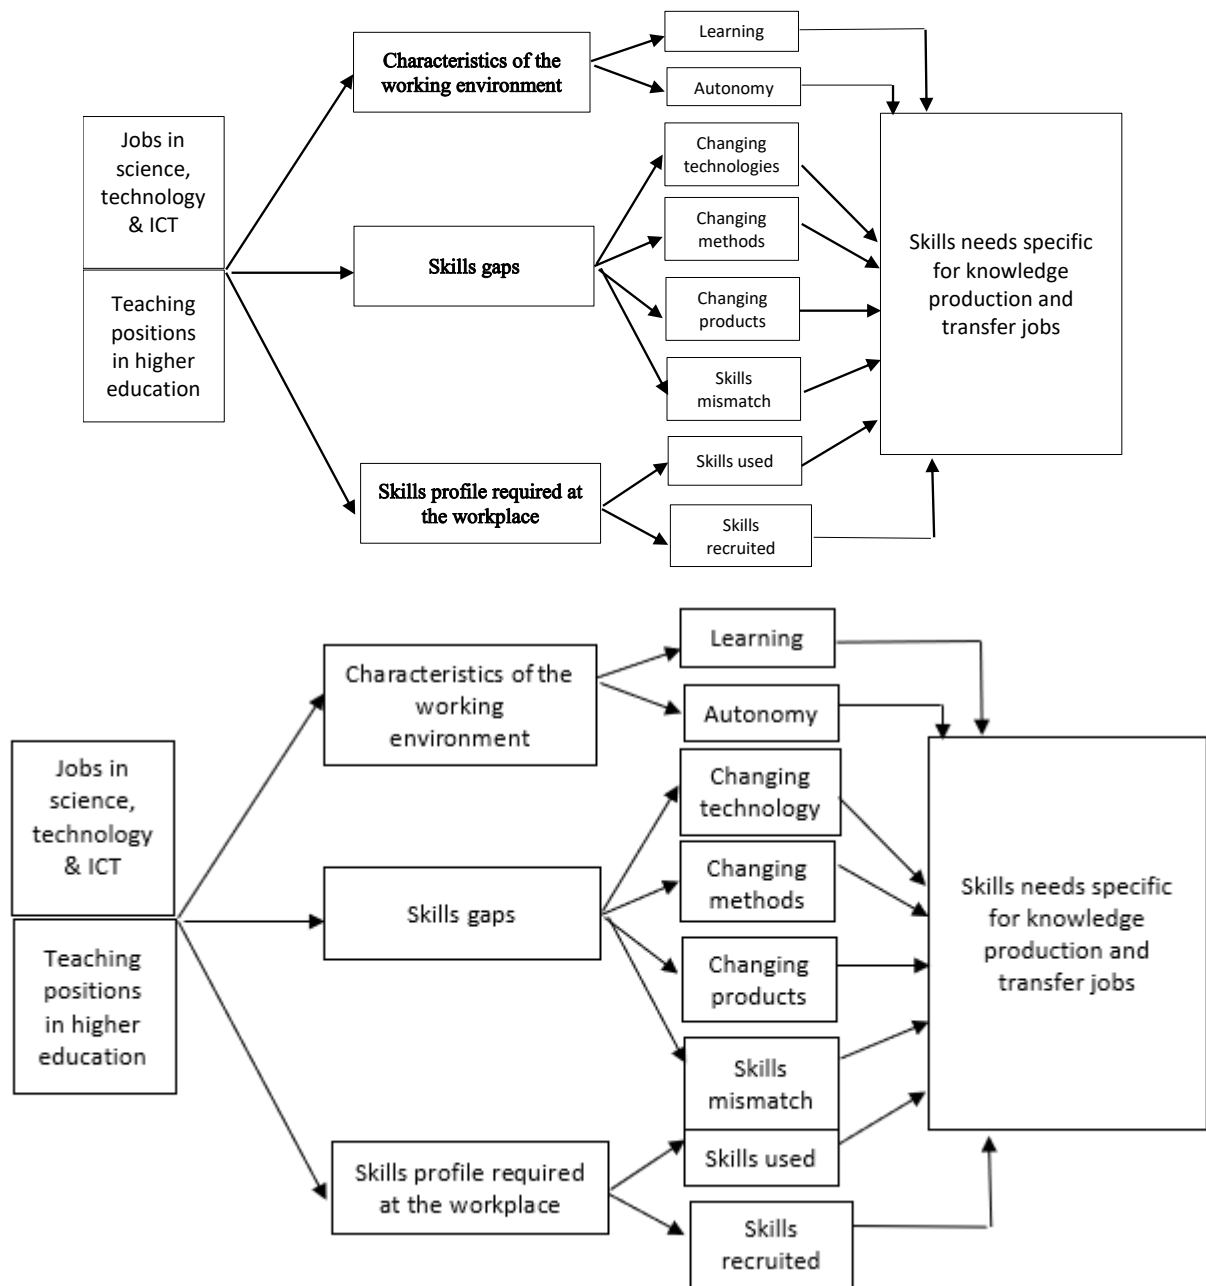 Jobs in
science,
technology
& ICT
Teaching
positions
in higher
education
Characteristics of the
working environment
Skills gaps
Skills profile required at
the workplace
Learning
Autonomy
Changing
technologies
Changing
methods
Changing
products
Skills
mismatch
Skills used
Skills
recruited
Skills needs specific
for knowledge
production and
transfer jobs
Jobs in
science,
technology
& ICT
Teaching
positions
in higher
education
Characteristics of the
working
environment
Skills gaps
Skills profile required
at the workplace
Learning
Autonomy
Changing
technology
Changing
methods
Changing
products
Skills
mismatch
Skills used
Skills
recruited
Skills needs specific
for knowledge
production and
transfer jobs